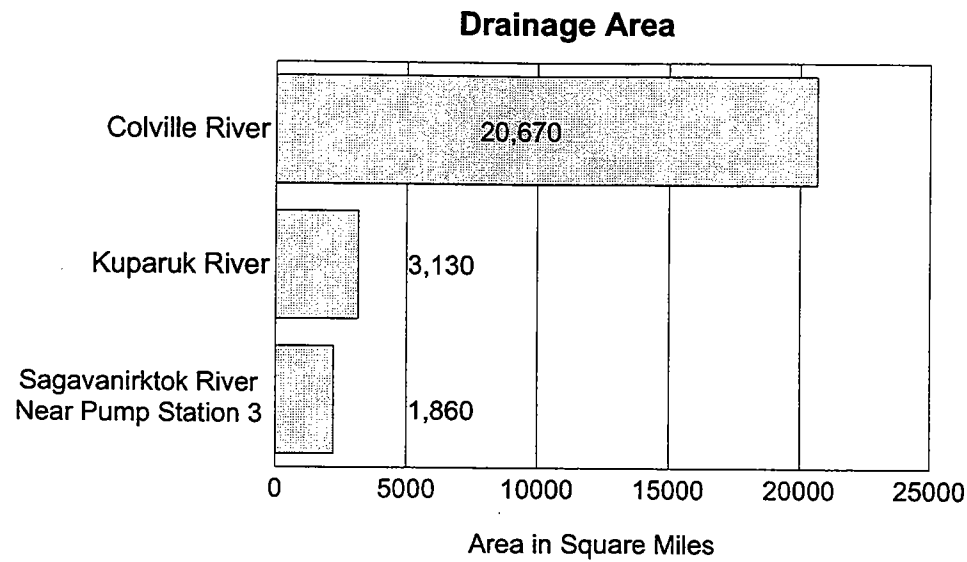 Drainage Area
Colville River
20,670
Kuparuk River
3,130
Sagavanirktok River
Near Pump Station 3
1,860
0 5000 10000 15000 20000 25000
Area in Square Miles